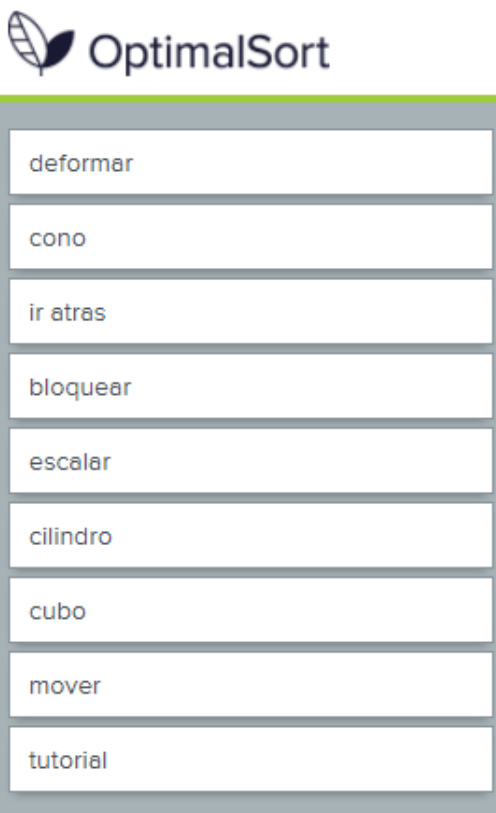 OptimalSort
deformar
cono
ir atras
bloquear
escalar
cilindro
cubo
mover
tutorial